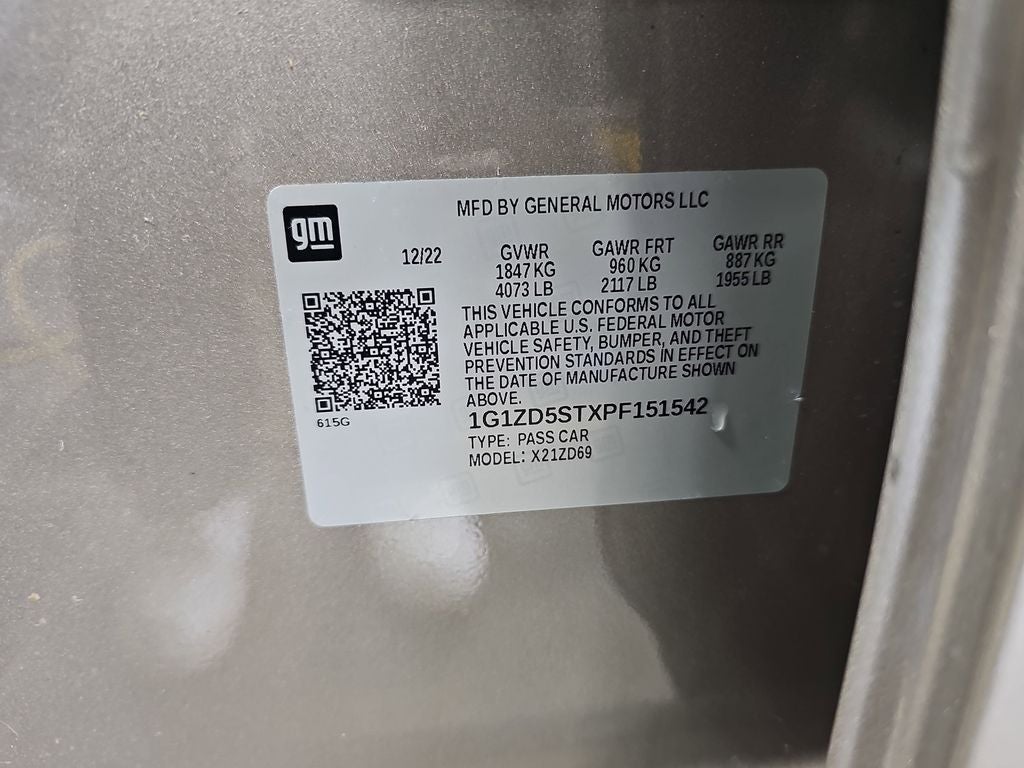 gm
MFD BY GENERAL MOTORS LLC
12/22 GVWR GAWR FRT GAWR RR
1847 KG 960 KG 887 KG
4073 LB 2117 LB 1955 LB
THIS VEHICLE CONFORMS TO ALL
APPLICABLE U.S. FEDERAL MOTOR
VEHICLE SAFETY, BUMPER, AND THEFT
PREVENTION STANDARDS IN EFFECT ON
THE DATE OF MANUFACTURE SHOWN
ABOVE.
615G
1G1ZD5STXPF151542
TYPE: PASS CAR
MODEL: X21ZD69